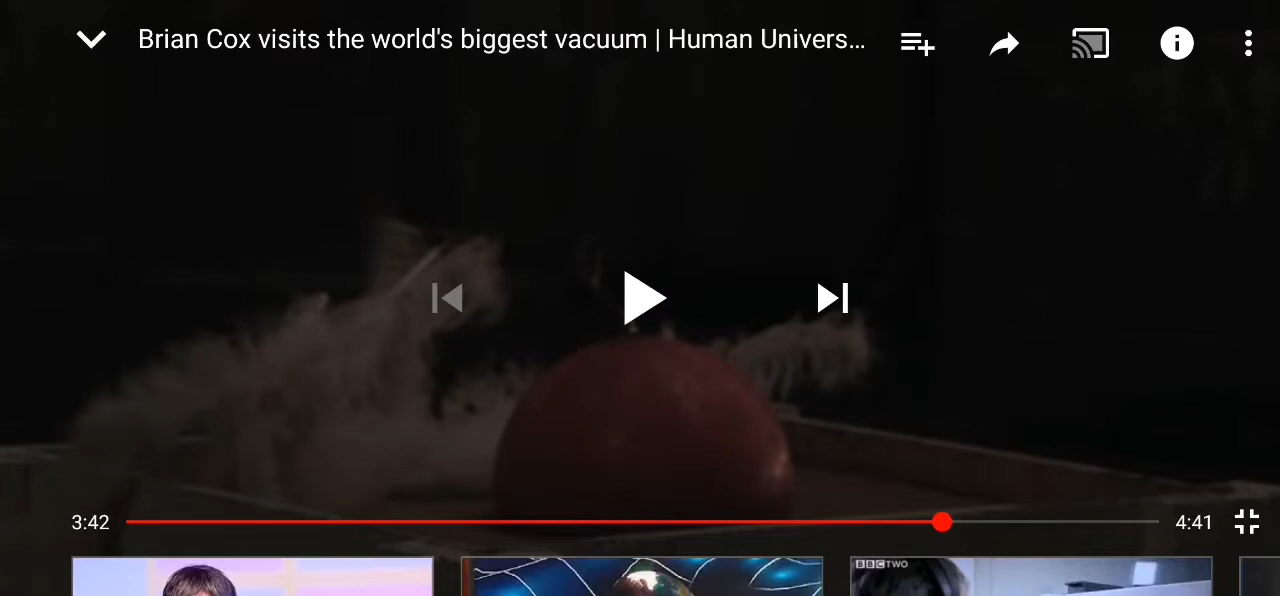 Brian Cox visits the world's biggest vacuum | Human Univers...
3:42
4:41
BBC TWO